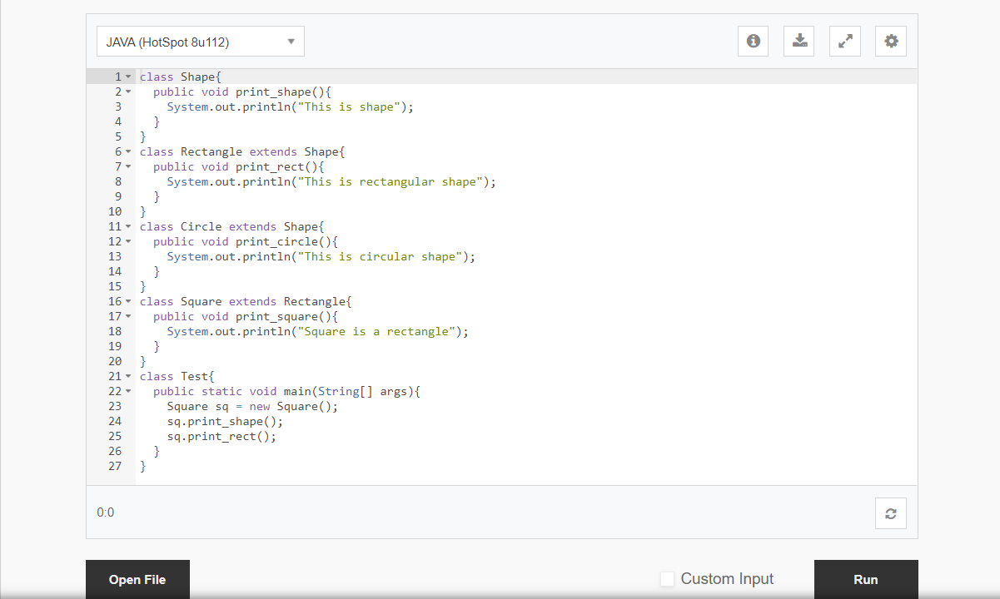 JAVA (HotSpot 8u112)
1 class Shape{
2   public void print_shape(){
3     System.out.println("This is shape");
4   }
5 }
6 class Rectangle extends Shape{
7   public void print_rect(){
8     System.out.println("This is rectangular shape");
9   }
10 }
11 class Circle extends Shape{
12   public void print_circle(){
13     System.out.println("This is circular shape");
14   }
15 }
16 class Square extends Rectangle{
17   public void print_square(){
18     System.out.println("Square is a rectangle");
19   }
20 }
21 class Test{
22   public static void main(String[] args){
23     Square sq = new Square();
24     sq.print_shape();
25     sq.print_rect();
26   }
27 }
0:0
Open File
Custom Input
Run